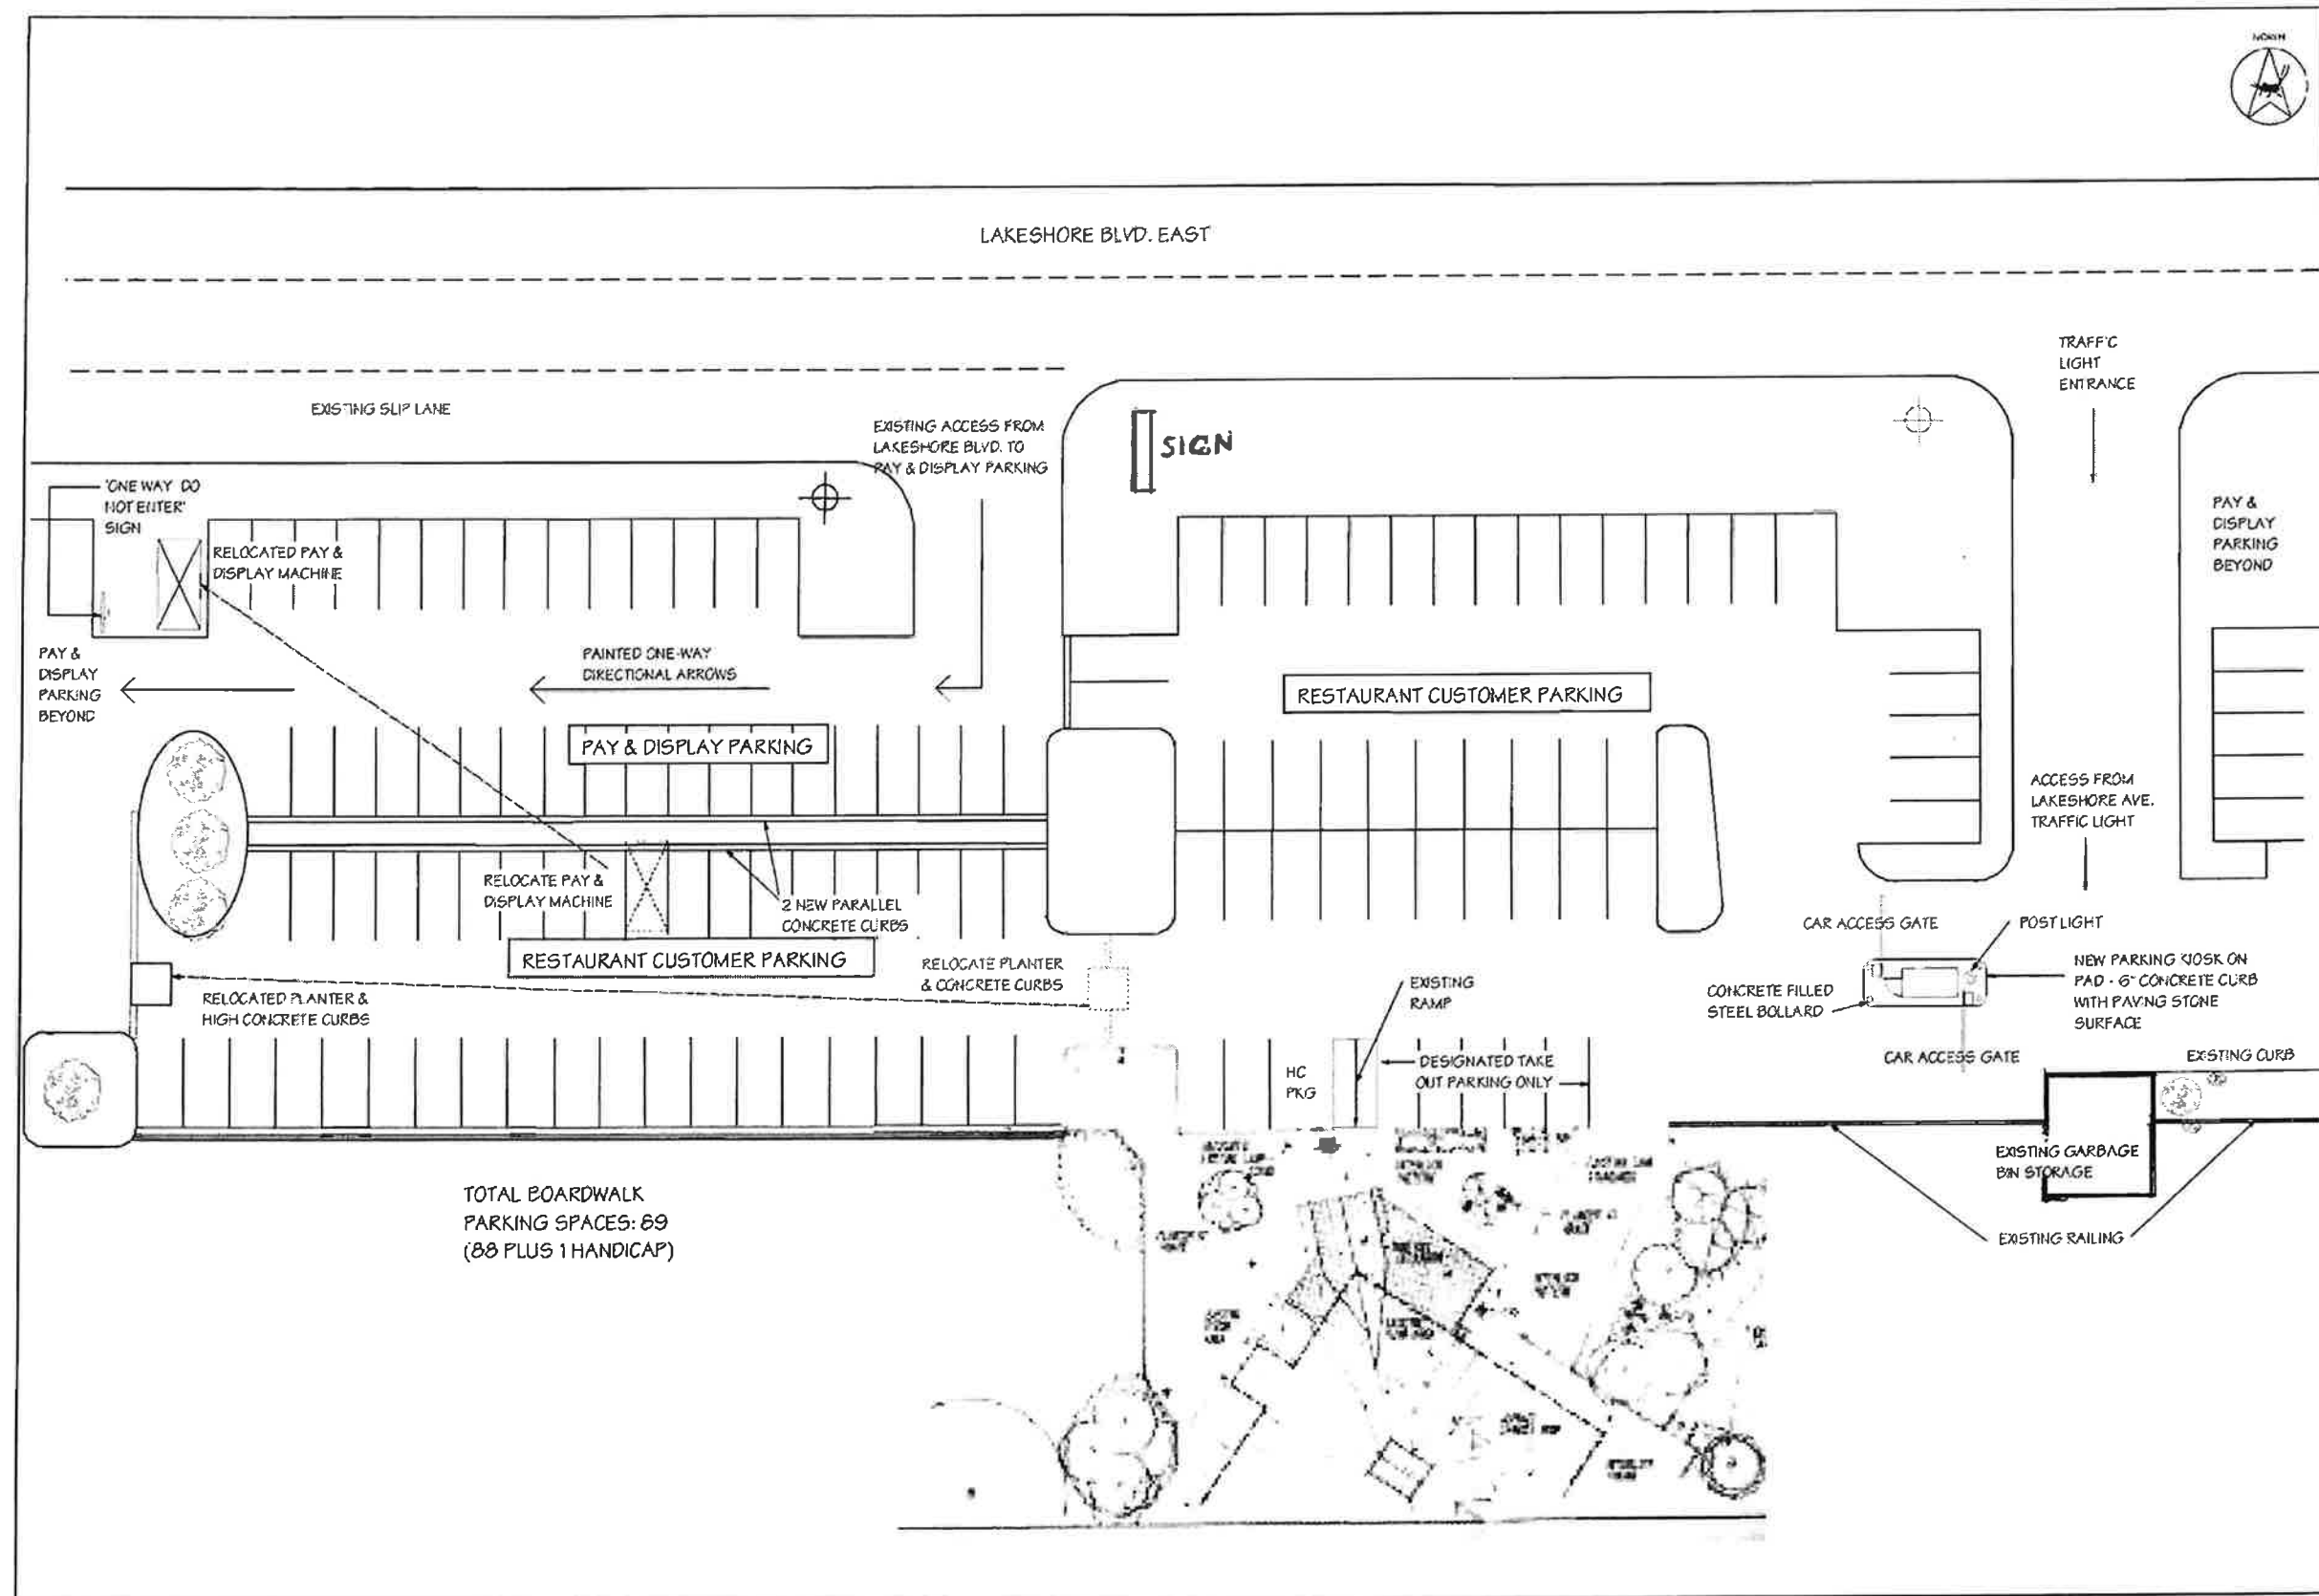 NORTH
LAKESHORE BLVD. EAST
TRAFFIC
LIGHT
ENTRANCE
EXISTING SLIP LANE
EXISTING ACCESS FROM
LAKESHORE BLVD. TO
PAY & DISPLAY PARKING
SIGN
'ONE WAY DO
NOT ENTER'
SIGN
RELOCATED PAY &
DISPLAY MACHINE
PAY &
DISPLAY
PARKING
BEYOND
PAY &
DISPLAY
PARKING
BEYOND
PAINTED ONE-WAY
DIRECTIONAL ARROWS
RESTAURANT CUSTOMER PARKING
PAY & DISPLAY PARKING
ACCESS FROM
LAKESHORE AVE.
TRAFFIC LIGHT
RELOCATE PAY &
DISPLAY MACHINE
2 NEW PARALLEL
CONCRETE CURBS
CAR ACCESS GATE
POST LIGHT
RESTAURANT CUSTOMER PARKING
RELOCATE PLANTER
& CONCRETE CURBS
NEW PARKING KIOSK ON
PAD - 6" CONCRETE CURB
WITH PAVING STONE
SURFACE
RELOCATED PLANTER &
HIGH CONCRETE CURBS
EXISTING
RAMP
CONCRETE FILLED
STEEL BOLLARD
CAR ACCESS GATE
EXISTING CURB
HC
PKG
DESIGNATED TAKE
OUT PARKING ONLY
EXISTING GARBAGE
BIN STORAGE
EXISTING RAILING
TOTAL BOARDWALK
PARKING SPACES: 89
(88 PLUS 1 HANDICAP)